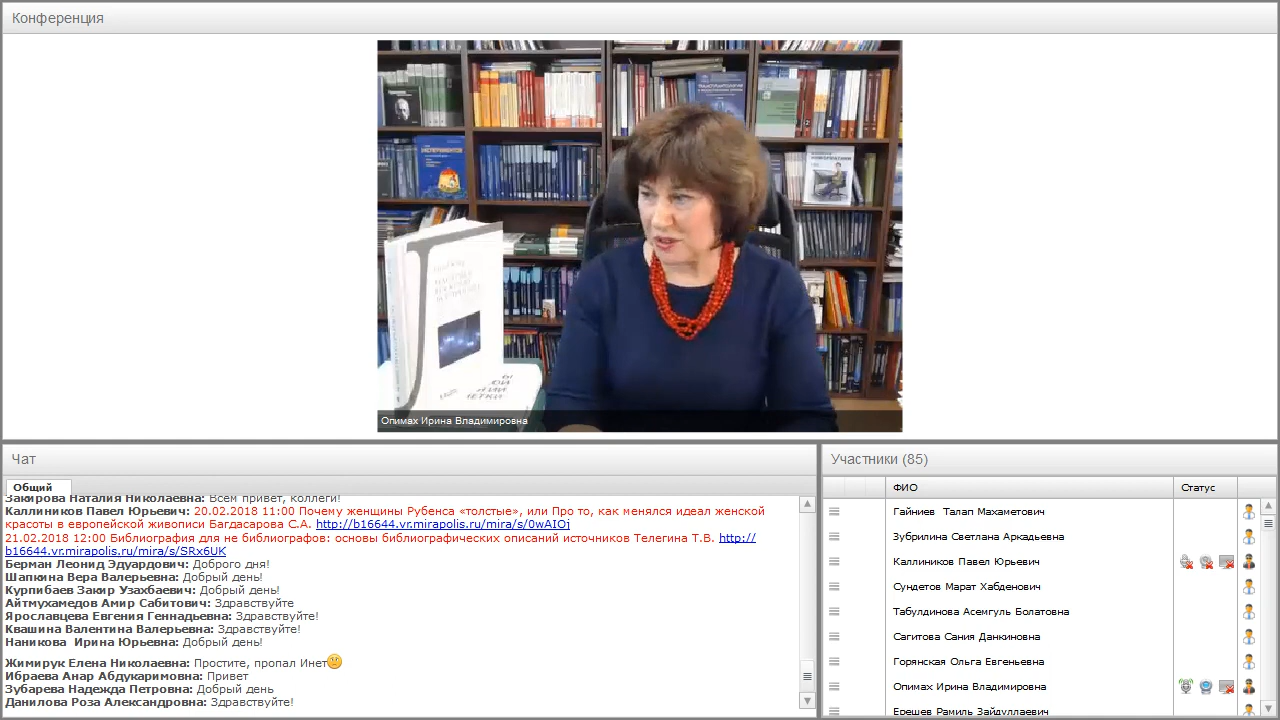 Конференция
Опимах Ирина Владимировна
Чат
Участники (85)
Общий
ФИО
Статус
Закирова Наталия Николаевна: Всем привет, коллеги!
Каллиников Павел Юрьевич: 20.02.2018 11:00 Почему женщины Рубенса «толстые», или Про то, как менялся идеал женской
красоты в европейской живописи Багдасарова С.А. http://b16644.vr.mirapolis.ru/mira/s/0wAIOj
21.02.2018 12:00 Библиография для не библиографов: основы библиографических описаний источников Телегина Т.В. http://
b16644.vr.mirapolis.ru/mira/s/SRx6uK
Берман Леонид Эдуардович: Доброго дня!
Шапкина Вера Валерьевна: Добрый день!
Курпибаев Закир Узахбаевич: Добрый день!
Айтмухамедов Амир Сабитович: Здравствуйте
Ярославцева Евгения Геннадьевна: Здравствуйте!
Квашина Валентина Валерьевна: Здравствуйте!
Наникова Ирина Юрьевна: Добрый день!
Жимирук Елена Николаевна: Простите, пропал Инет
Ибраева Анар Абдукаримовна: Привет
Зубарева Надежда Петровна: Добрый день
Данилова Роза Александровна: Здравствуйте!
Гайниев Талап Махаметович
Зубрилина Светлана Аркадьевна
Каллиников Павел Юрьевич
Сундетов Марат Хабденович
Табулдинова Асемгуль Болатовна
Сагитова Сания Даминовна
Горянская Ольга Евгеньевна
Опимах Ирина Владимировна
Ерешев Рамиль Зайдуллаевич